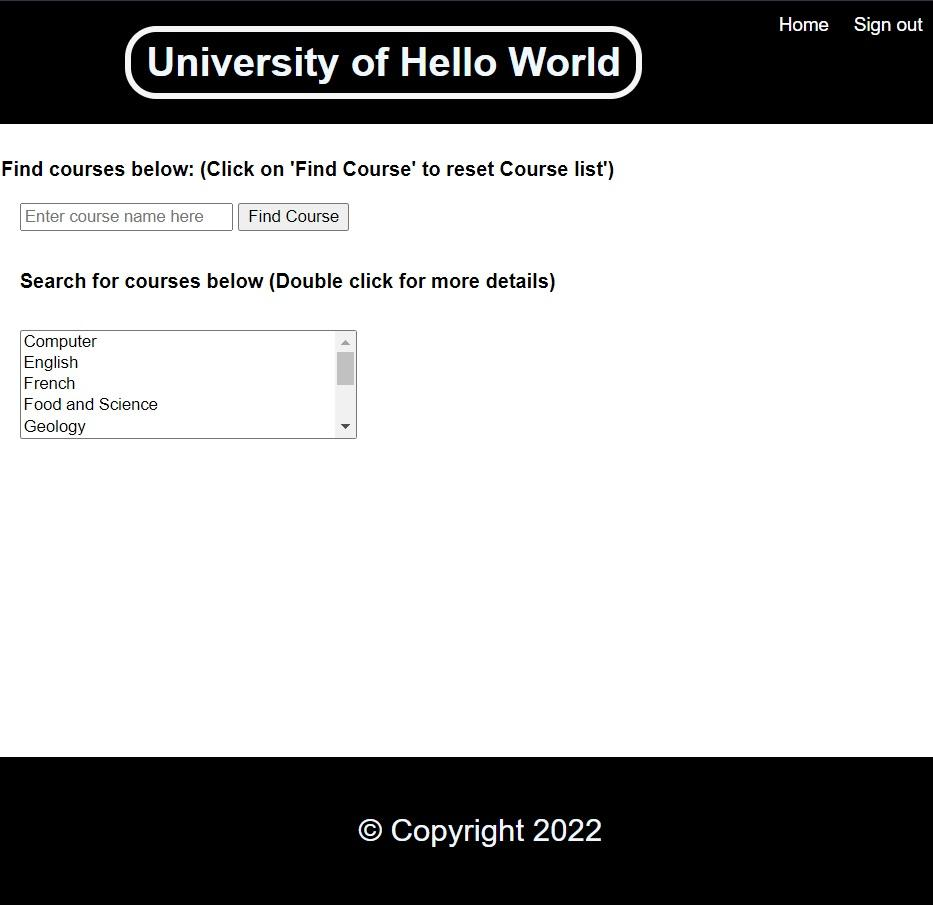 Home Sign out
University of Hello World
Find courses below: (Click on 'Find Course' to reset Course list')
Enter course name here Find Course
Search for courses below (Double click for more details)
Computer
English
French
Food and Science
Geology
© Copyright 2022